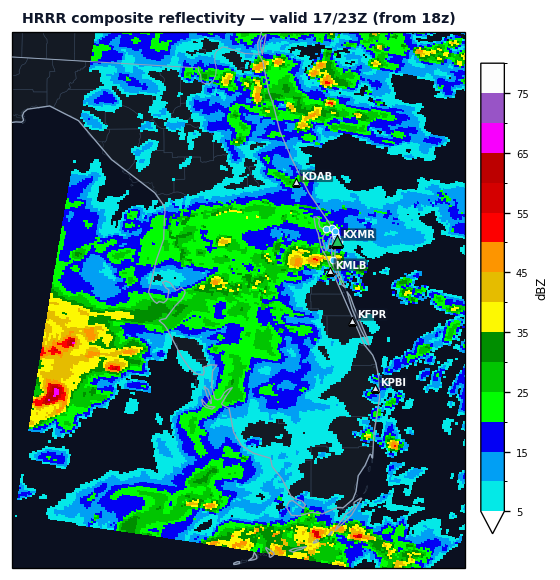 HRRR composite reflectivity — valid 17/23Z (from 18z)
KDAB
KXMR
KMLB
KFPR
KPBI
75
65
55
45
35
25
15
5
dBZ